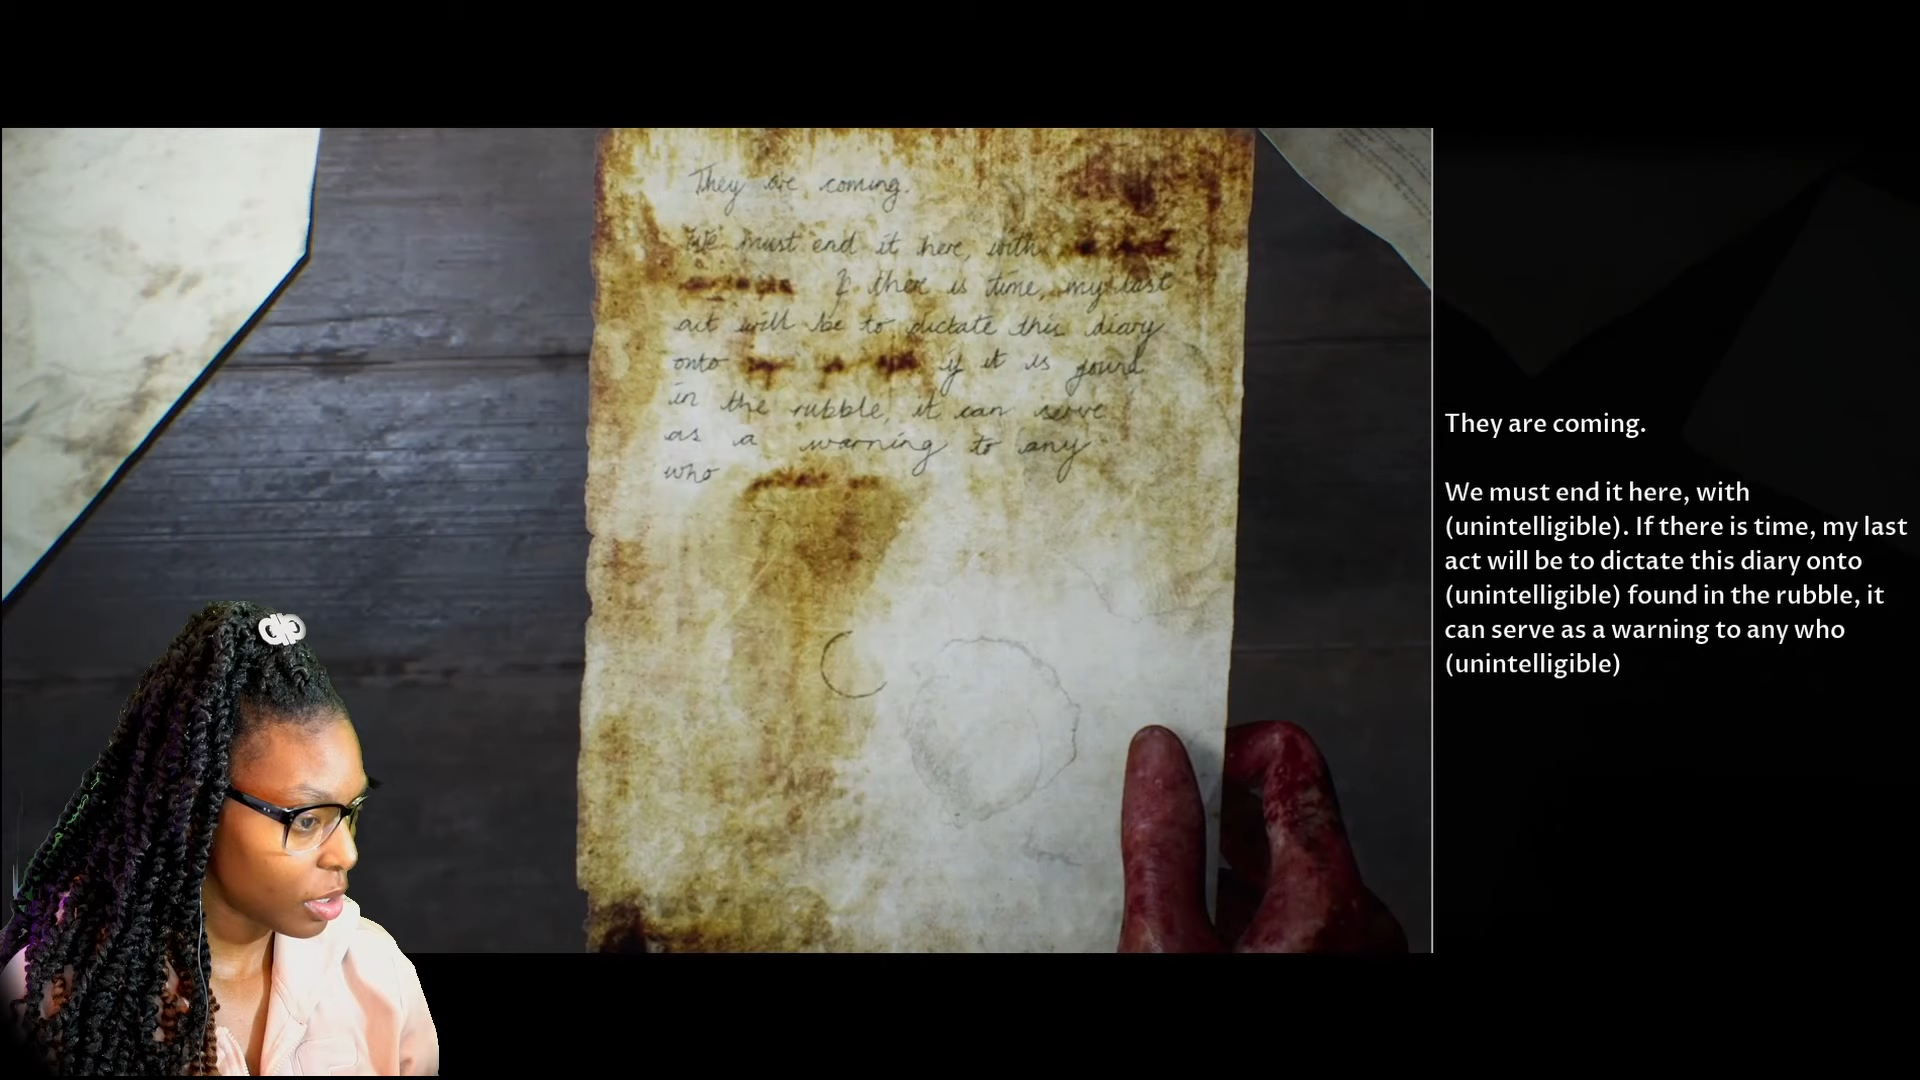 They are coming.
We must end it here, with
If there is time, my last
act will be to dictate this diary
onto if it is found
in the rubble, it can serve
as a warning to any
who
They are coming.
We must end it here, with
(unintelligible). If there is time, my last
act will be to dictate this diary onto
(unintelligible) found in the rubble, it
can serve as a warning to any who
(unintelligible)